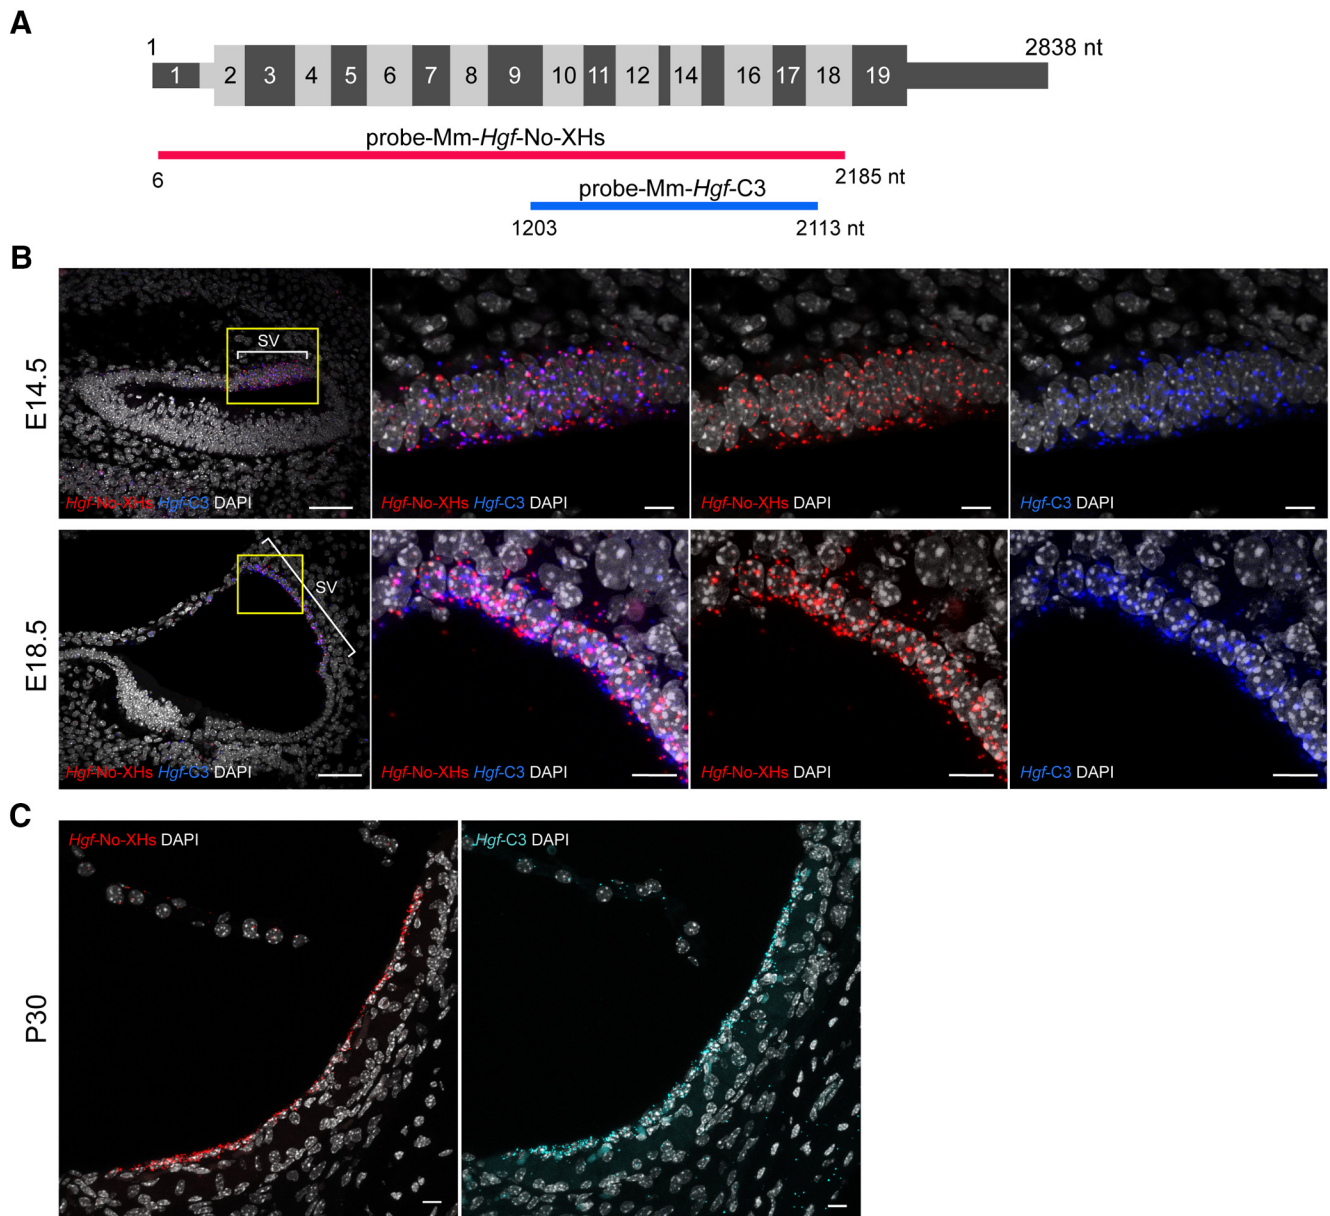 A
1
2838 nt
1 2 3 4 5 6 7 8 9 10 11 12 14 16 17 18 19
probe-Mm-Hgf-No-XHs
6
2185 nt
probe-Mm-Hgf-C3
1203
2113 nt
B
E14.5
SV
Hgf-No-XHs Hgf-C3 DAPI
Hgf-No-XHs Hgf-C3 DAPI
Hgf-No-XHs DAPI
Hgf-C3 DAPI
E18.5
SV
Hgf-No-XHs Hgf-C3 DAPI
Hgf-No-XHs Hgf-C3 DAPI
Hgf-No-XHs DAPI
Hgf-C3 DAPI
C
P30
Hgf-No-XHs DAPI
Hgf-C3 DAPI